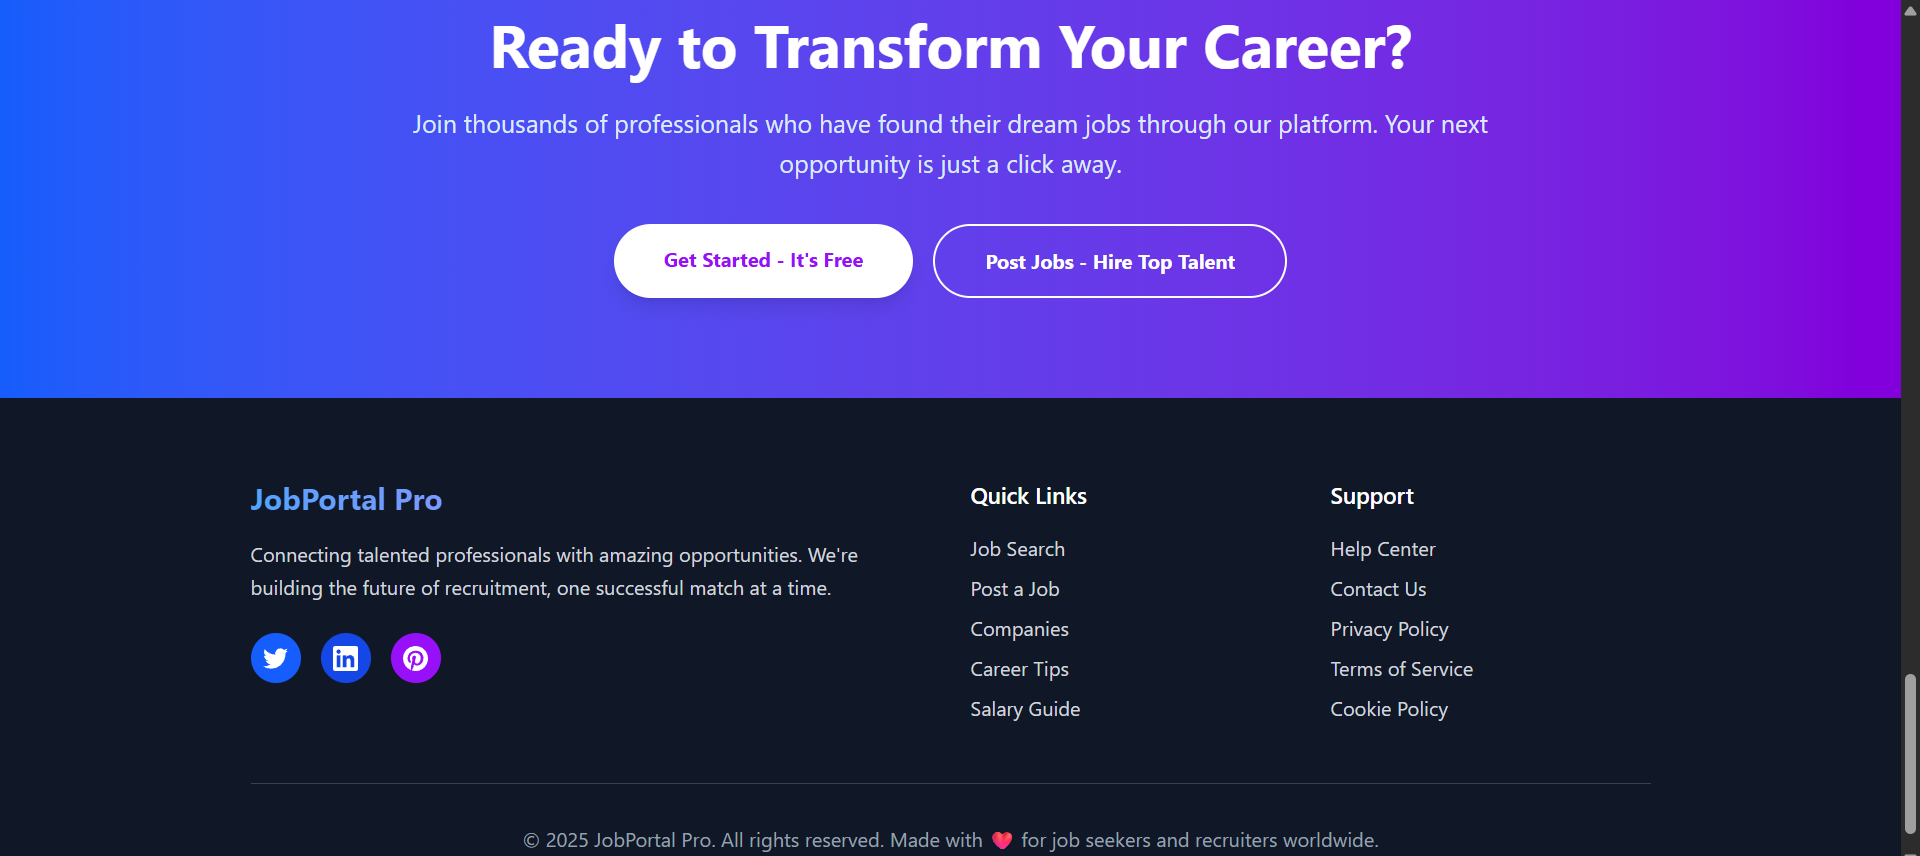 Ready to Transform Your Career?
Join thousands of professionals who have found their dream jobs through our platform. Your next
opportunity is just a click away.
Get Started - It's Free
Post Jobs - Hire Top Talent
JobPortal Pro
Connecting talented professionals with amazing opportunities. We're
building the future of recruitment, one successful match at a time.
Quick Links
Job Search
Post a Job
Companies
Career Tips
Salary Guide
Support
Help Center
Contact Us
Privacy Policy
Terms of Service
Cookie Policy
© 2025 JobPortal Pro. All rights reserved. Made with ❤️ for job seekers and recruiters worldwide.